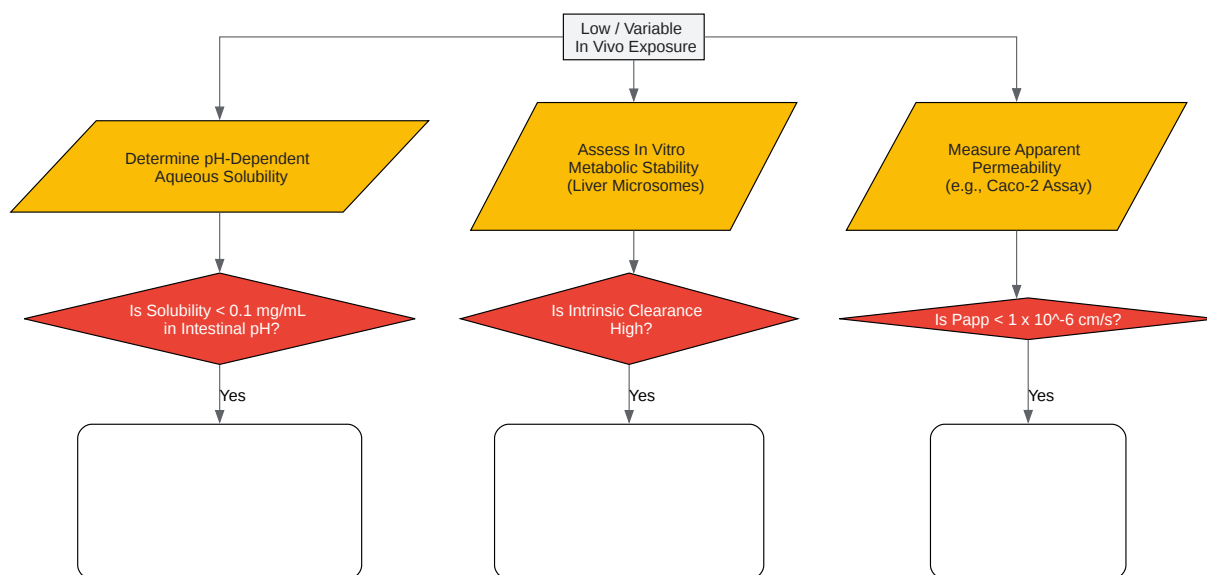 Low / Variable
In Vivo Exposure
Determine pH-Dependent
Aqueous Solubility
Assess In Vitro
Metabolic Stability
(Liver Microsomes)
Measure Apparent
Permeability
(e.g., Caco-2 Assay)
Is Solubility < 0.1 mg/mL
in Intestinal pH?
Is Intrinsic Clearance
High?
Is Papp < 1 x 10^-6 cm/s?
Yes
Yes
Yes